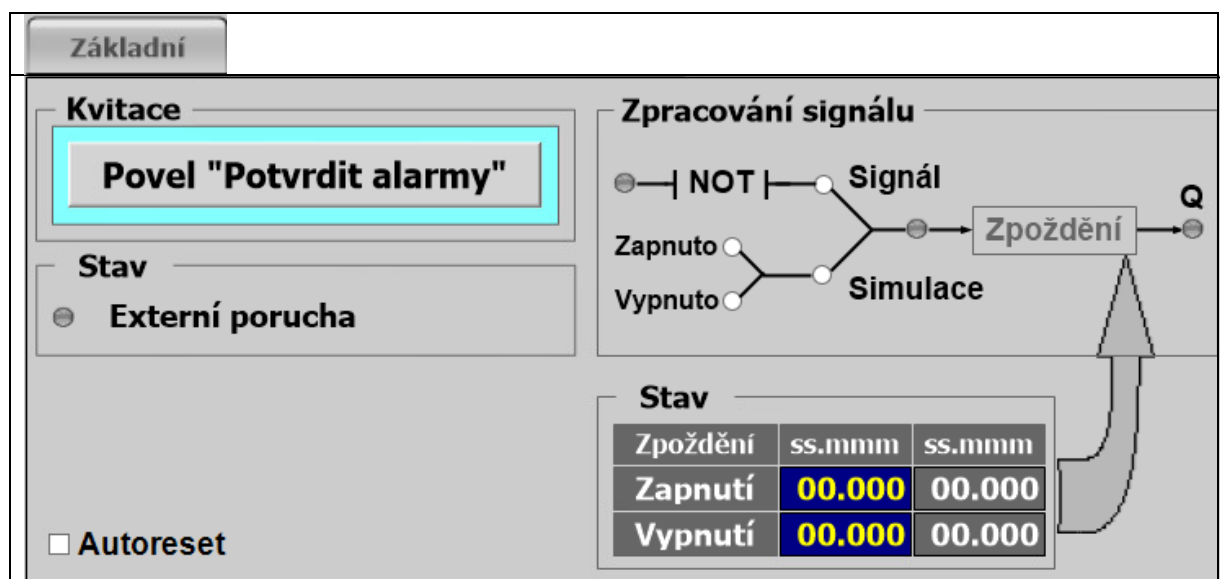 Základní
Kvitace
Povel "Potvrdit alarmy"
Stav
Externí porucha
Autoreset
Zpracování signálu
NOT
Signál
Q
Zapnuto
Zpoždění
Vypnuto
Simulace
Stav
Zpoždění ss.mmm ss.mmm
Zapnutí 00.000 00.000
Vypnutí 00.000 00.000